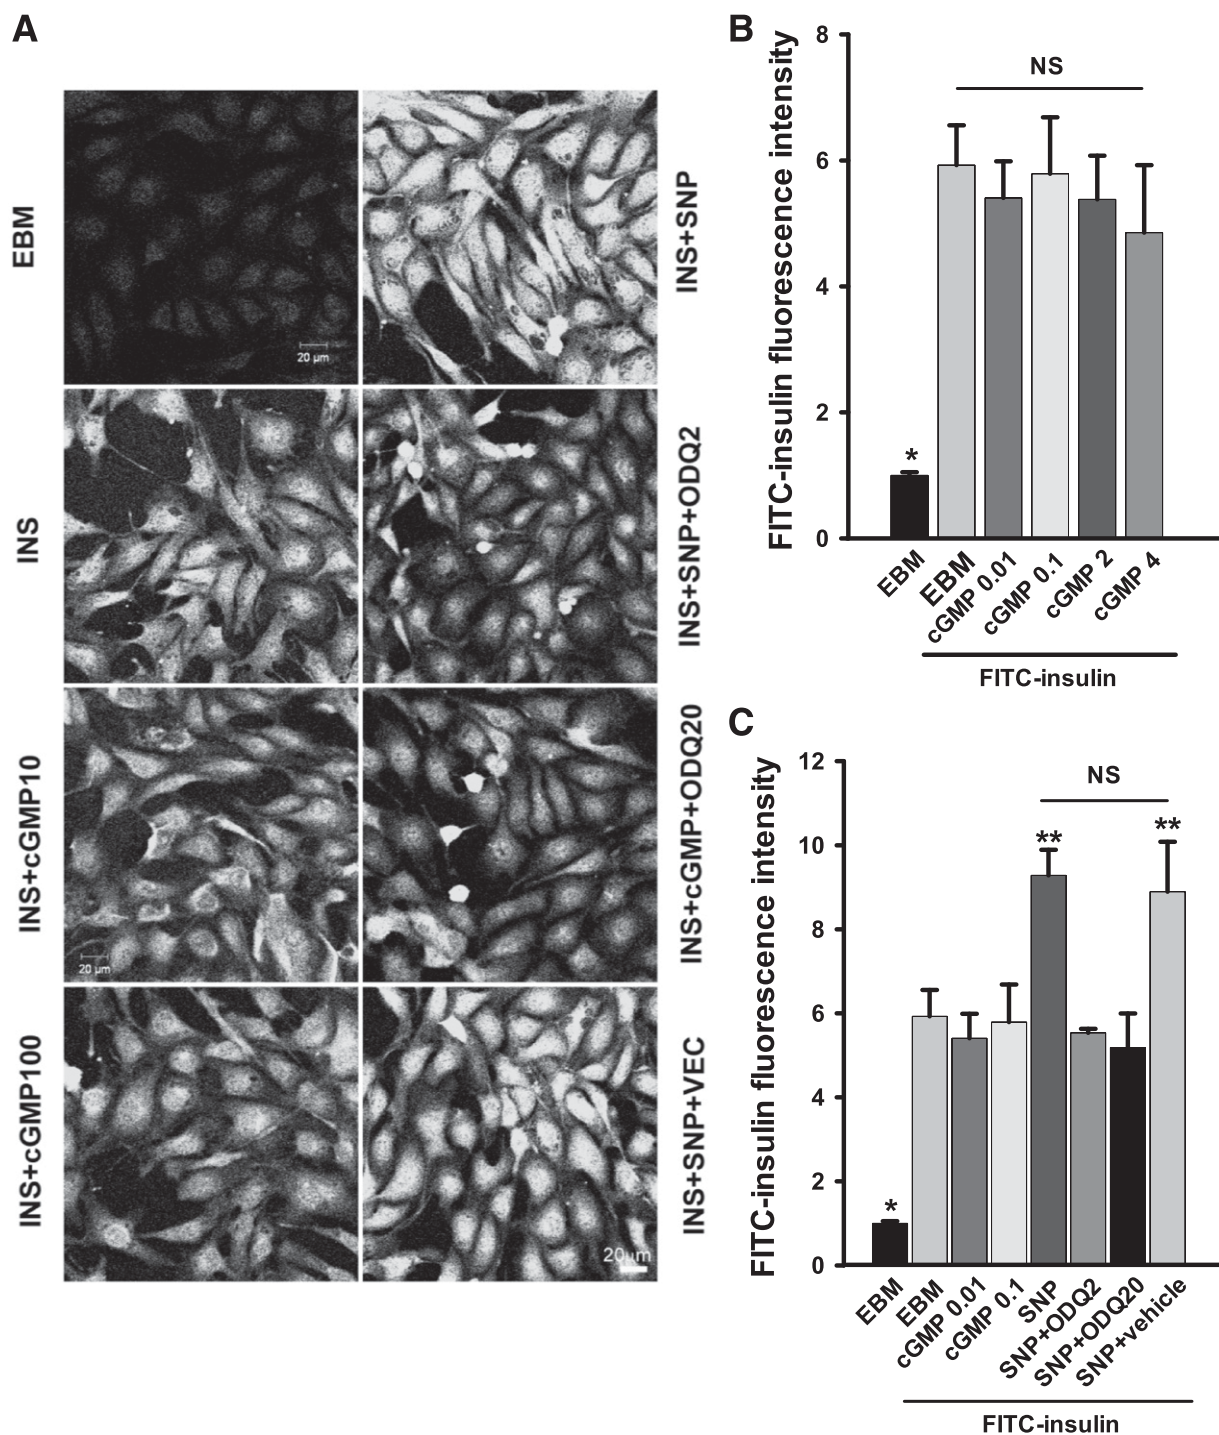 A
EBM
20 µm
INS+SNP
INS
INS+SNP+ODQ2
INS+cGMP10
20 µm
INS+cGMP+ODQ20
INS+cGMP100
INS+SNP+VEC
20µm
B
FITC-insulin fluorescence intensity
8
6
4
2
0
NS
*
EBM
EBM
cGMP 0.01
cGMP 0.1
cGMP 2
cGMP 4
FITC-insulin
C
FITC-insulin fluorescence intensity
12
10
8
6
4
2
0
NS
**
**
*
EBM
EBM
cGMP 0.01
cGMP 0.1
SNP
SNP+ODQ2
SNP+ODQ20
SNP+vehicle
FITC-insulin